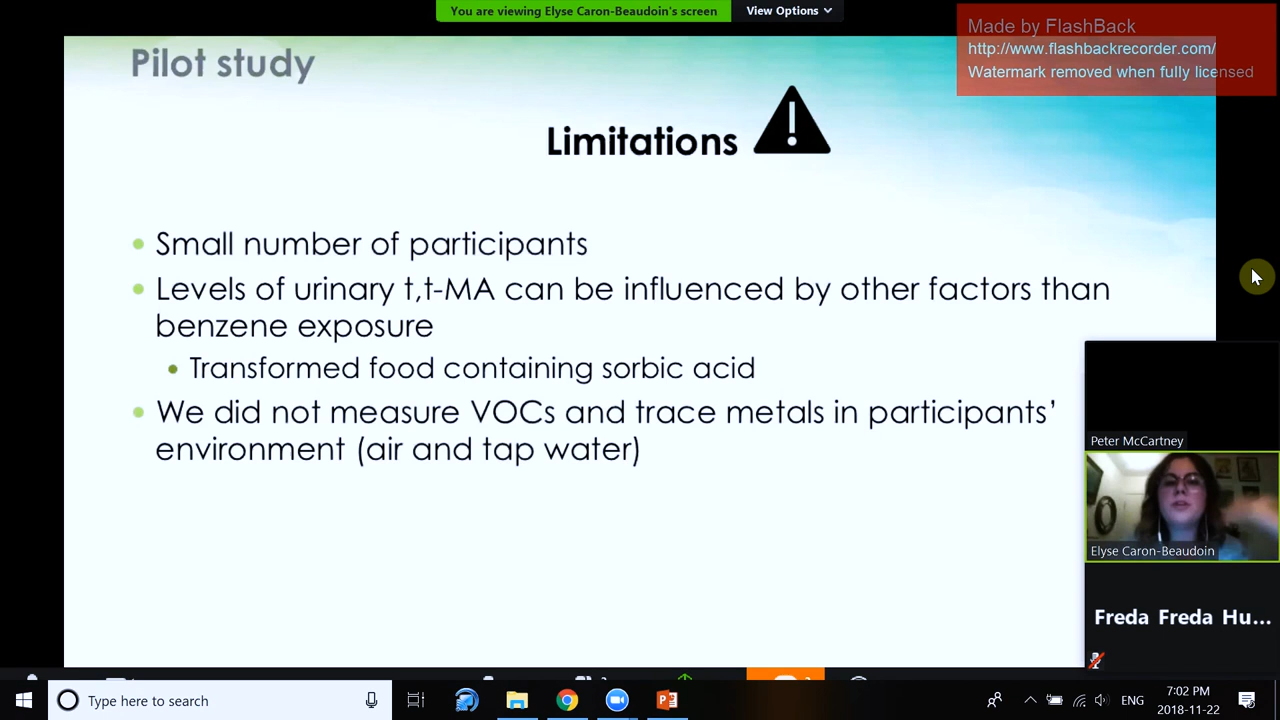 You are viewing Elyse Caron-Beaudoin's screen
View Options
Made by FlashBack
http://www.flashbackrecorder.com/
Watermark removed when fully licensed
Pilot study
Limitations
Small number of participants
Levels of urinary t,t-MA can be influenced by other factors than
benzene exposure
Transformed food containing sorbic acid
We did not measure VOCs and trace metals in participants’
environment (air and tap water)
Peter McCartney
Elyse Caron-Beaudoin
Freda Freda Hu...
Type here to search
ENG
7:02 PM
2018-11-22